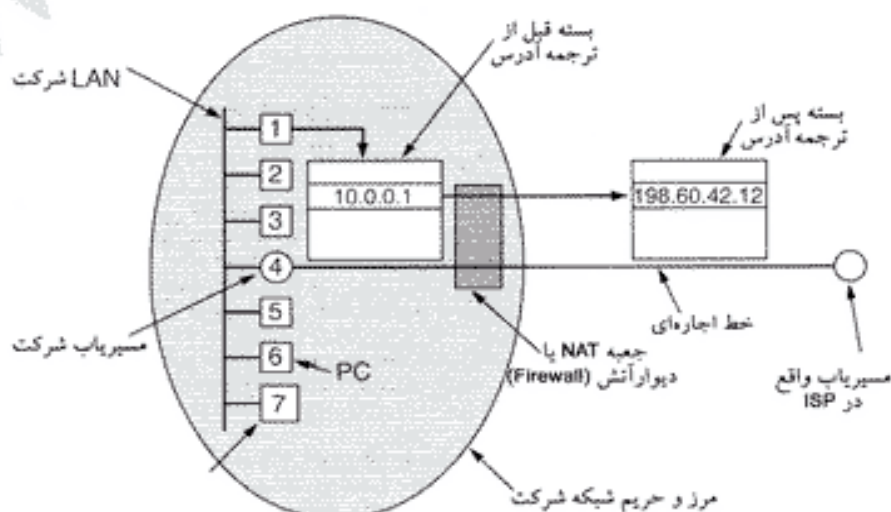 بسته قبل از
ترجمه آدرس
LAN شرکت
بسته پس از
ترجمه آدرس
1
2
3
4
5
6
7
10.0.0.1
198.60.42.12
خط اجاره‌ای
مسیریاب شرکت
PC
جعبه NAT یا
دیوارآتش (Firewall)
مسیریاب واقع
در ISP
مرز و حریم شبکه شرکت